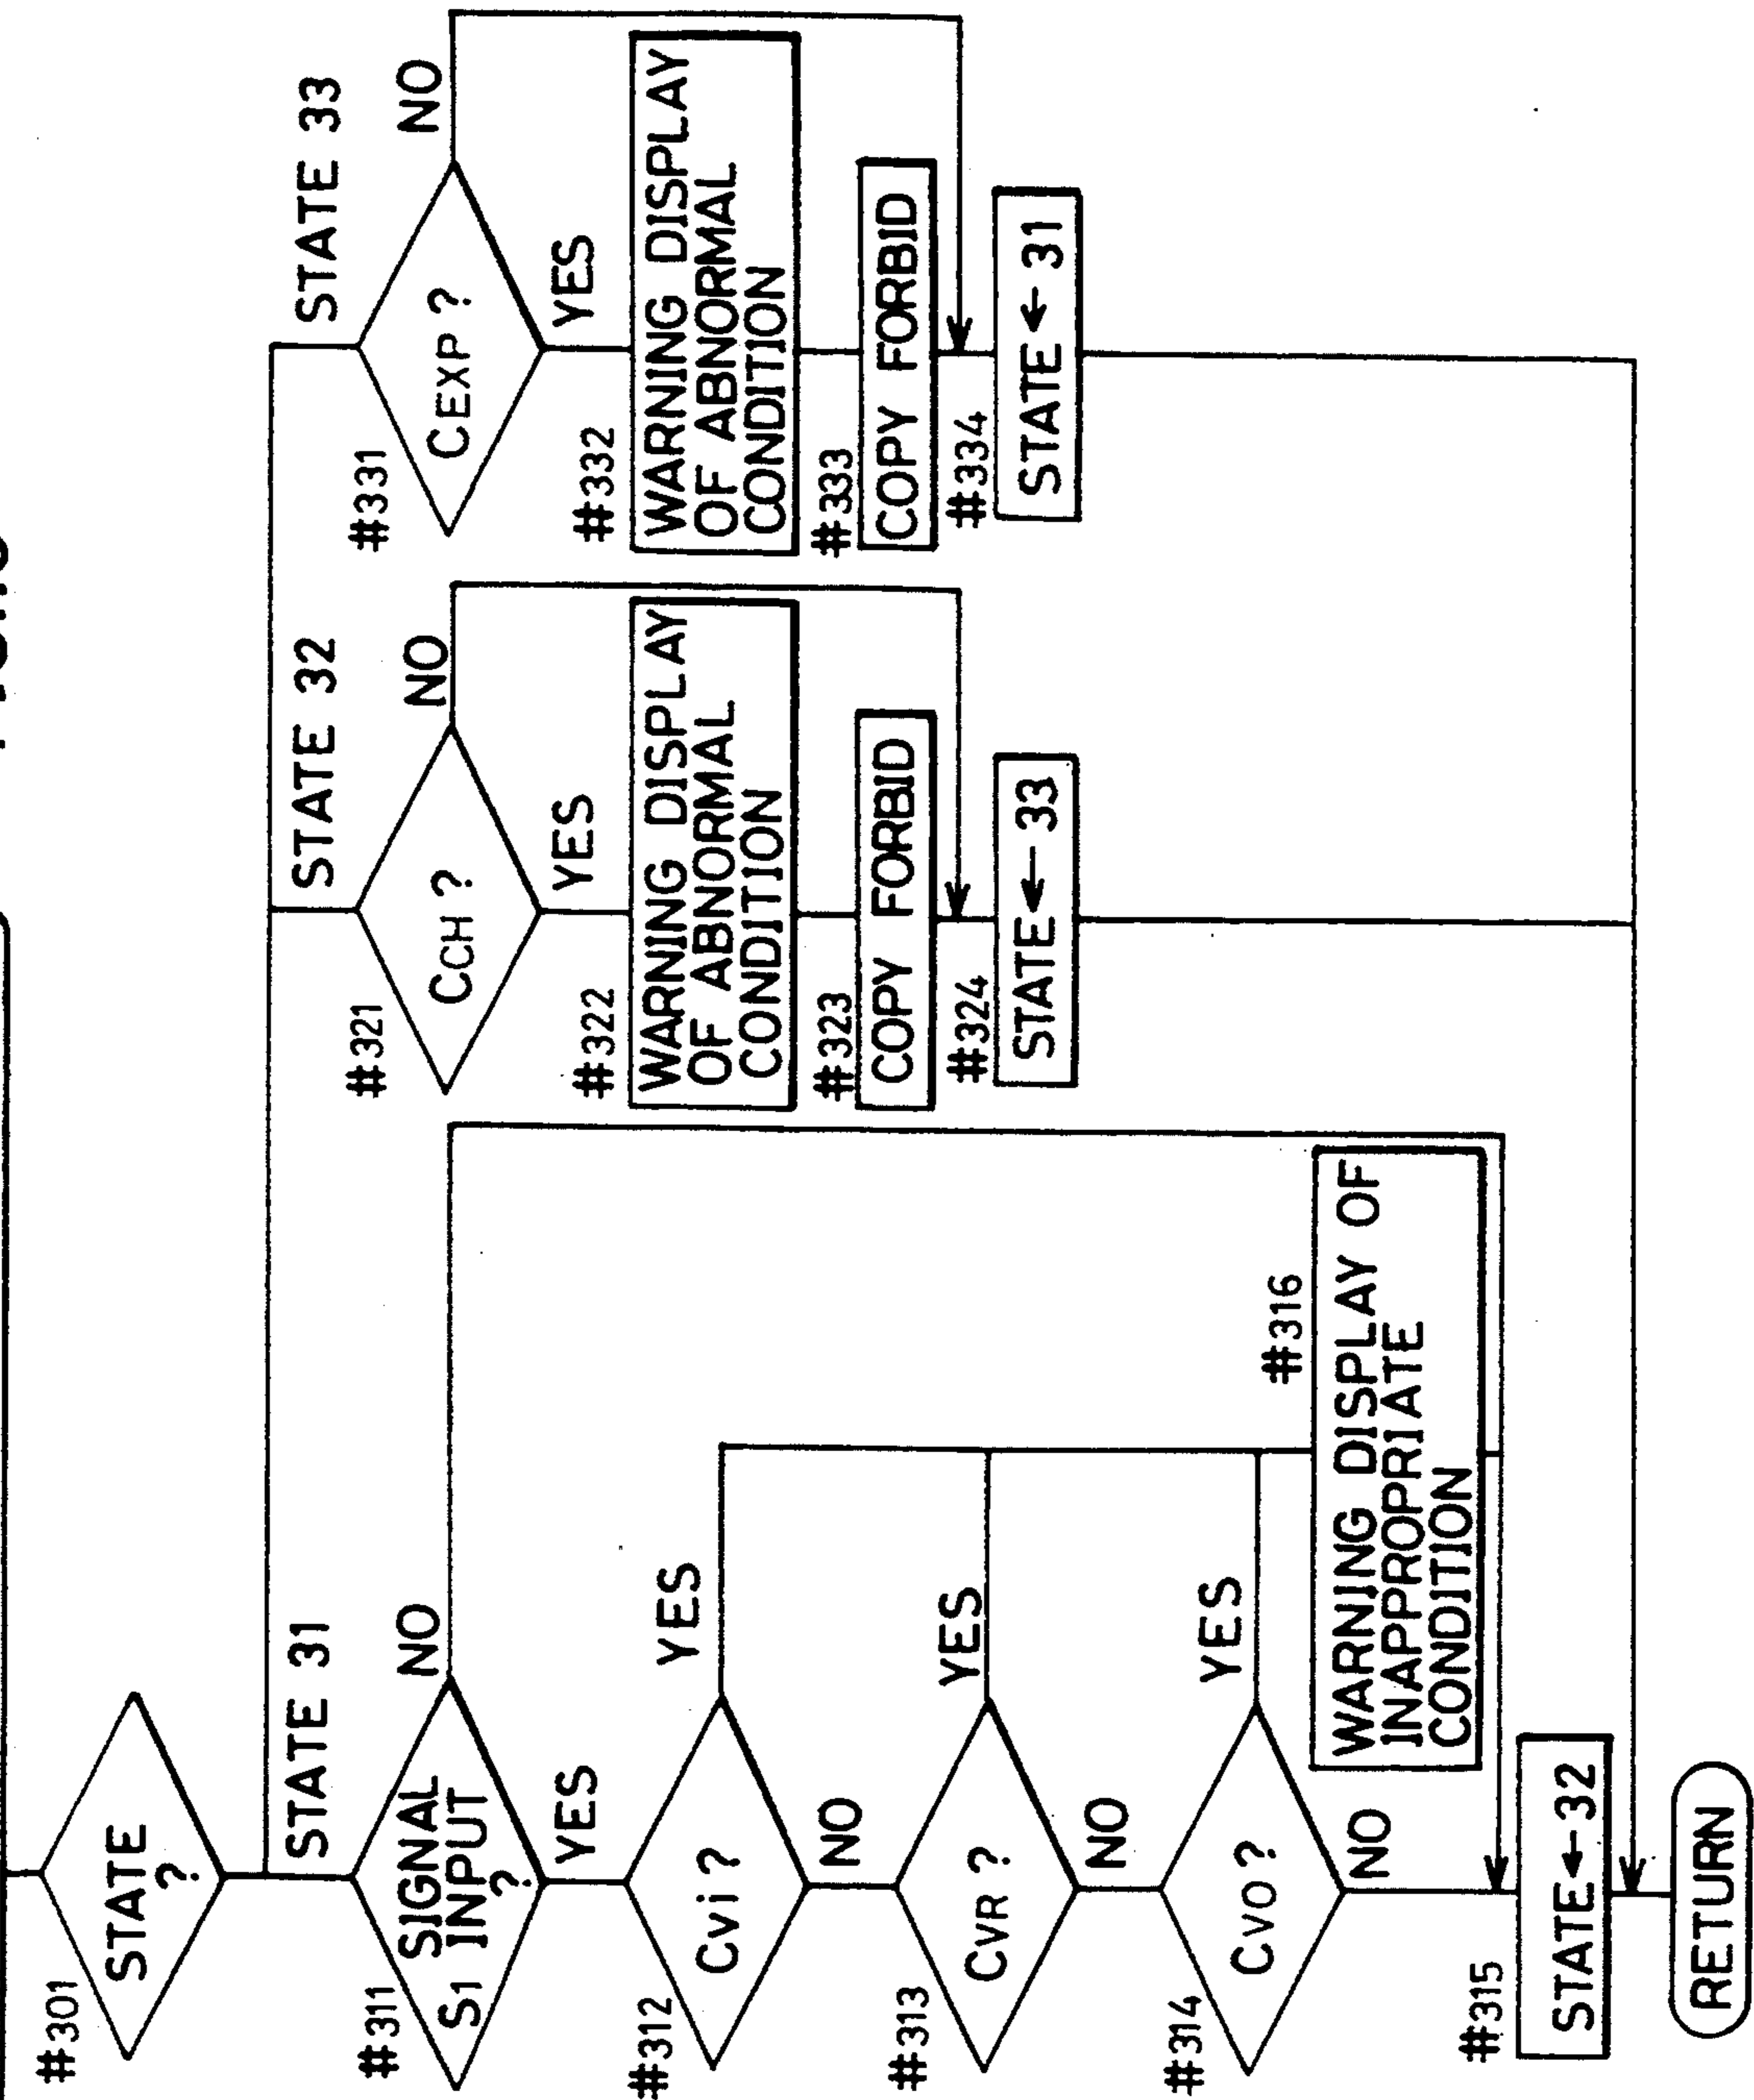 #301
STATE
?
STATE 31
#311
SIGNAL
S1 INPUT
?
NO
YES
#312
Cvi ?
YES
NO
#313
CVR ?
YES
NO
#314
CVO ?
YES
NO
#316
WARNING DISPLAY OF
INAPPROPRIATE
CONDITION
#315
STATE ← 32
RETURN
STATE 32
#321
CCH ?
NO
YES
#322
WARNING DISPLAY
OF ABNORMAL
CONDITION
#323
COPY FORBID
#324
STATE ← 33
STATE 33
#331
CEXP ?
NO
YES
#332
WARNING DISPLAY
OF ABNORMAL
CONDITION
#333
COPY FORBID
#334
STATE ← 31